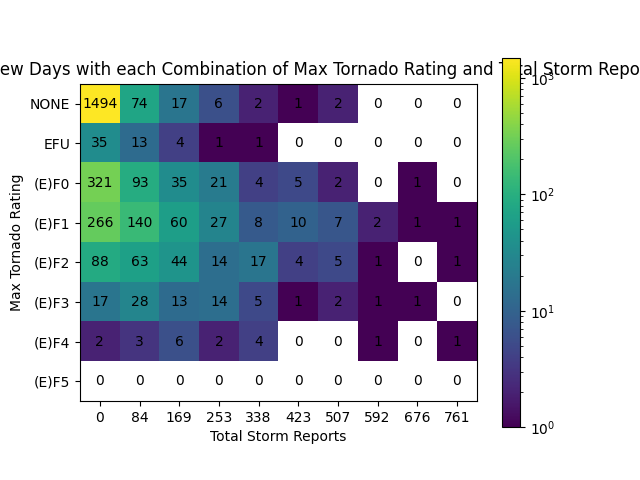 ew Days with each Combination of Max Tornado Rating and Total Storm Repo
Max Tornado Rating
NONE 1494 74 17 6 2 1 2 0 0 0
EFU 35 13 4 1 1 0 0 0 0 0
(E)F0 321 93 35 21 4 5 2 0 1 0
(E)F1 266 140 60 27 8 10 7 2 1 1
(E)F2 88 63 44 14 17 4 5 1 0 1
(E)F3 17 28 13 14 5 1 2 1 1 0
(E)F4 2 3 6 2 4 0 0 1 0 1
(E)F5 0 0 0 0 0 0 0 0 0 0
0 84 169 253 338 423 507 592 676 761
Total Storm Reports
10³
10²
10¹
10⁰